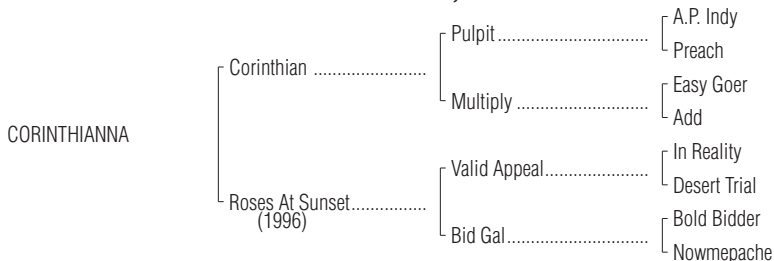 A.P. Indy
Pulpit
Preach
Corinthian
Easy Goer
Multiply
Add
CORINTHIANNA
In Reality
Valid Appeal
Desert Trial
Roses At Sunset
(1996)
Bold Bidder
Bid Gal
Nowmepache